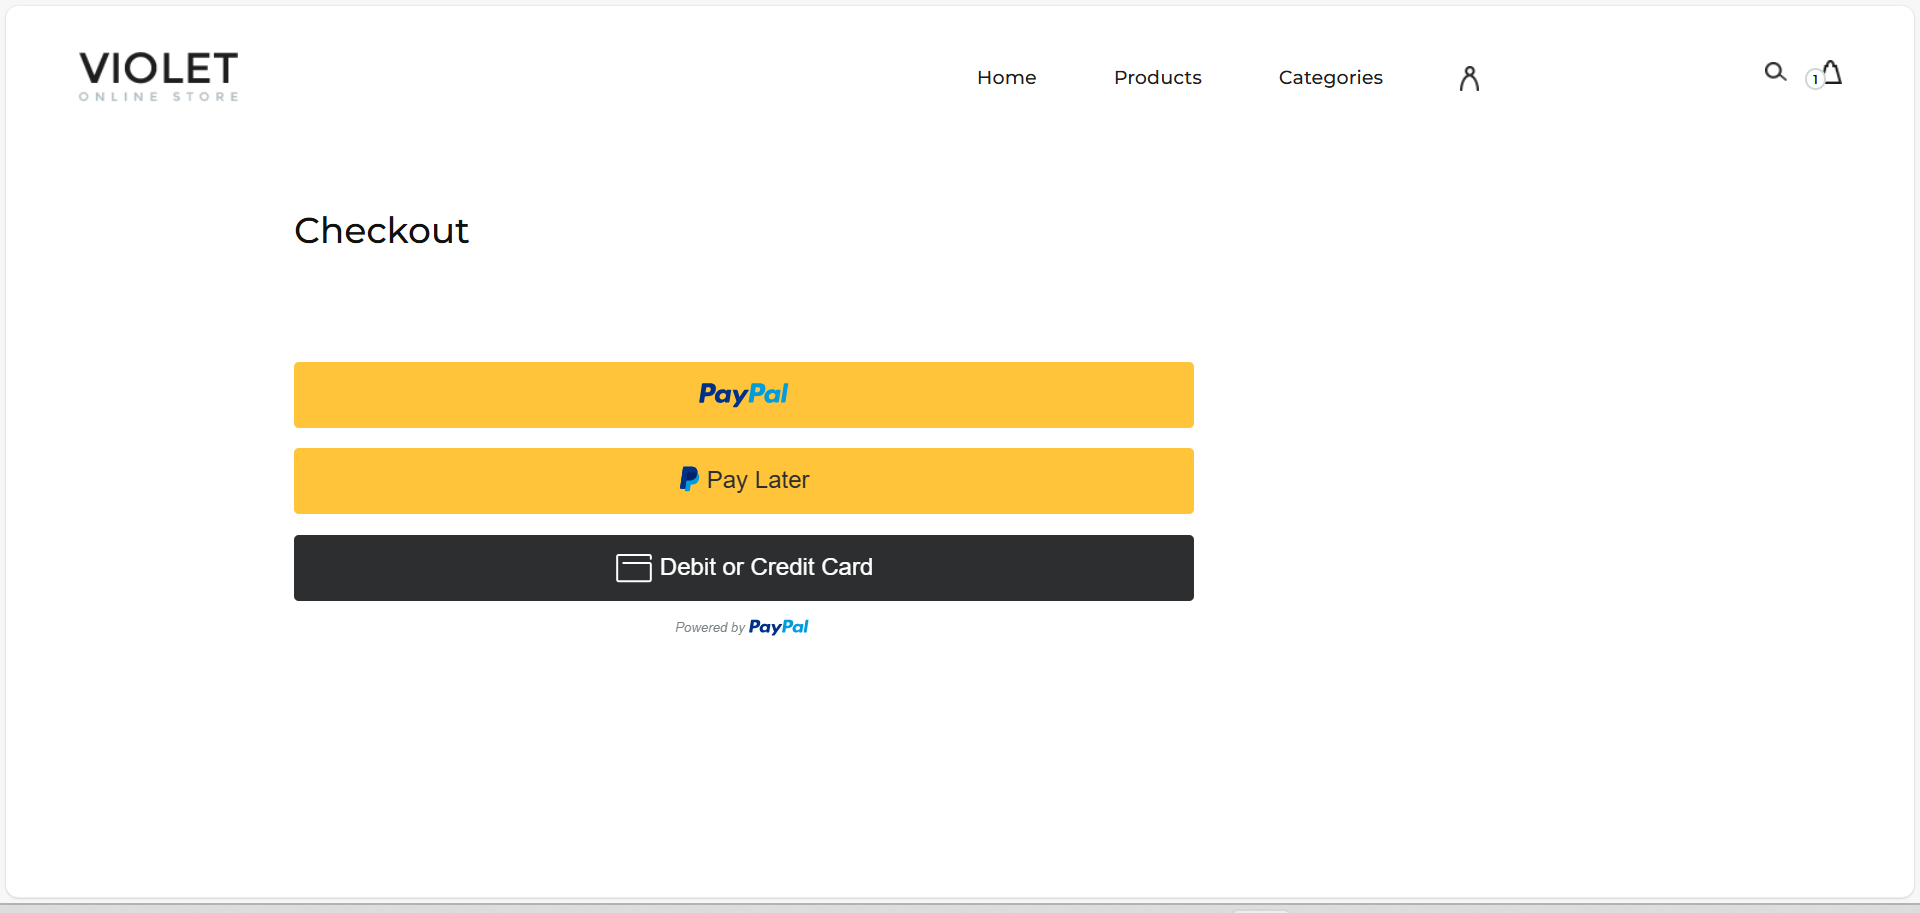 VIOLET
ONLINE STORE
Home Products Categories
1
Checkout
PayPal
Pay Later
Debit or Credit Card
Powered by PayPal